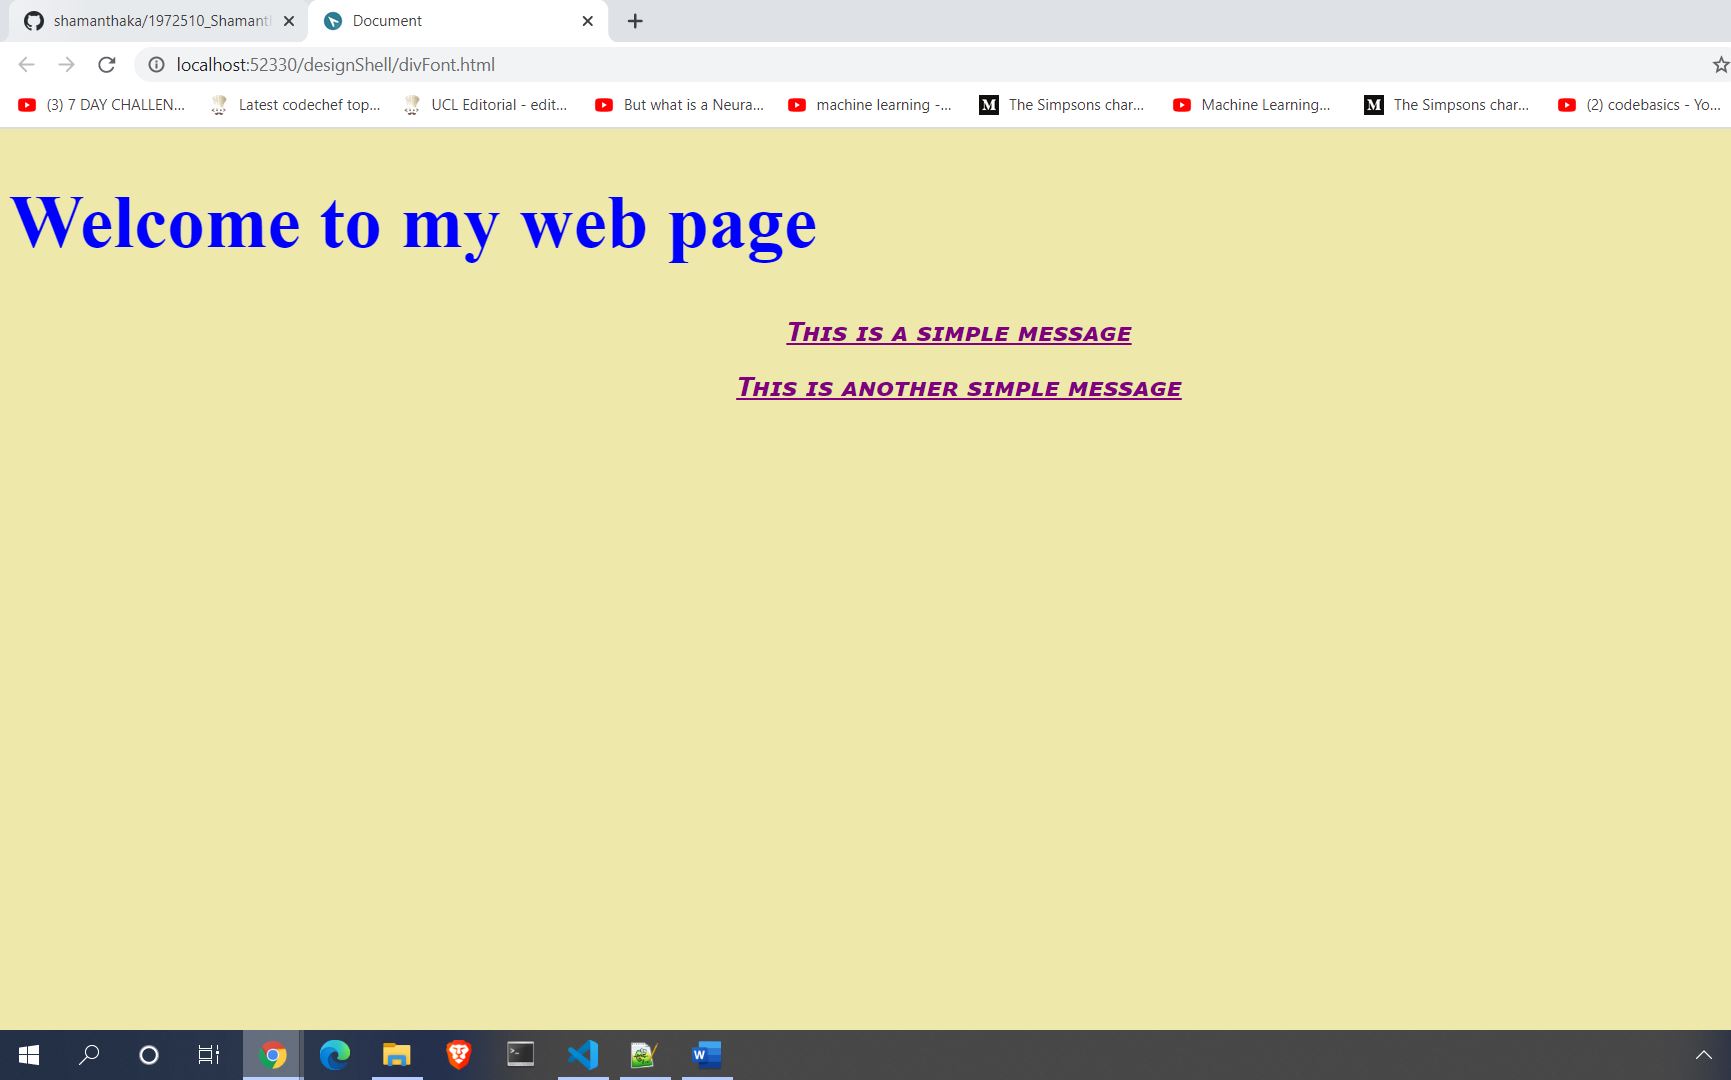 shamanthaka/1972510_Shamant
Document
localhost:52330/designShell/divFont.html
(3) 7 DAY CHALLEN...
Latest codechef top...
UCL Editorial - edit...
But what is a Neura...
machine learning -...
M
The Simpsons char...
Machine Learning...
M
The Simpsons char...
(2) codebasics - Yo...
Welcome to my web page
This is a simple message
This is another simple message